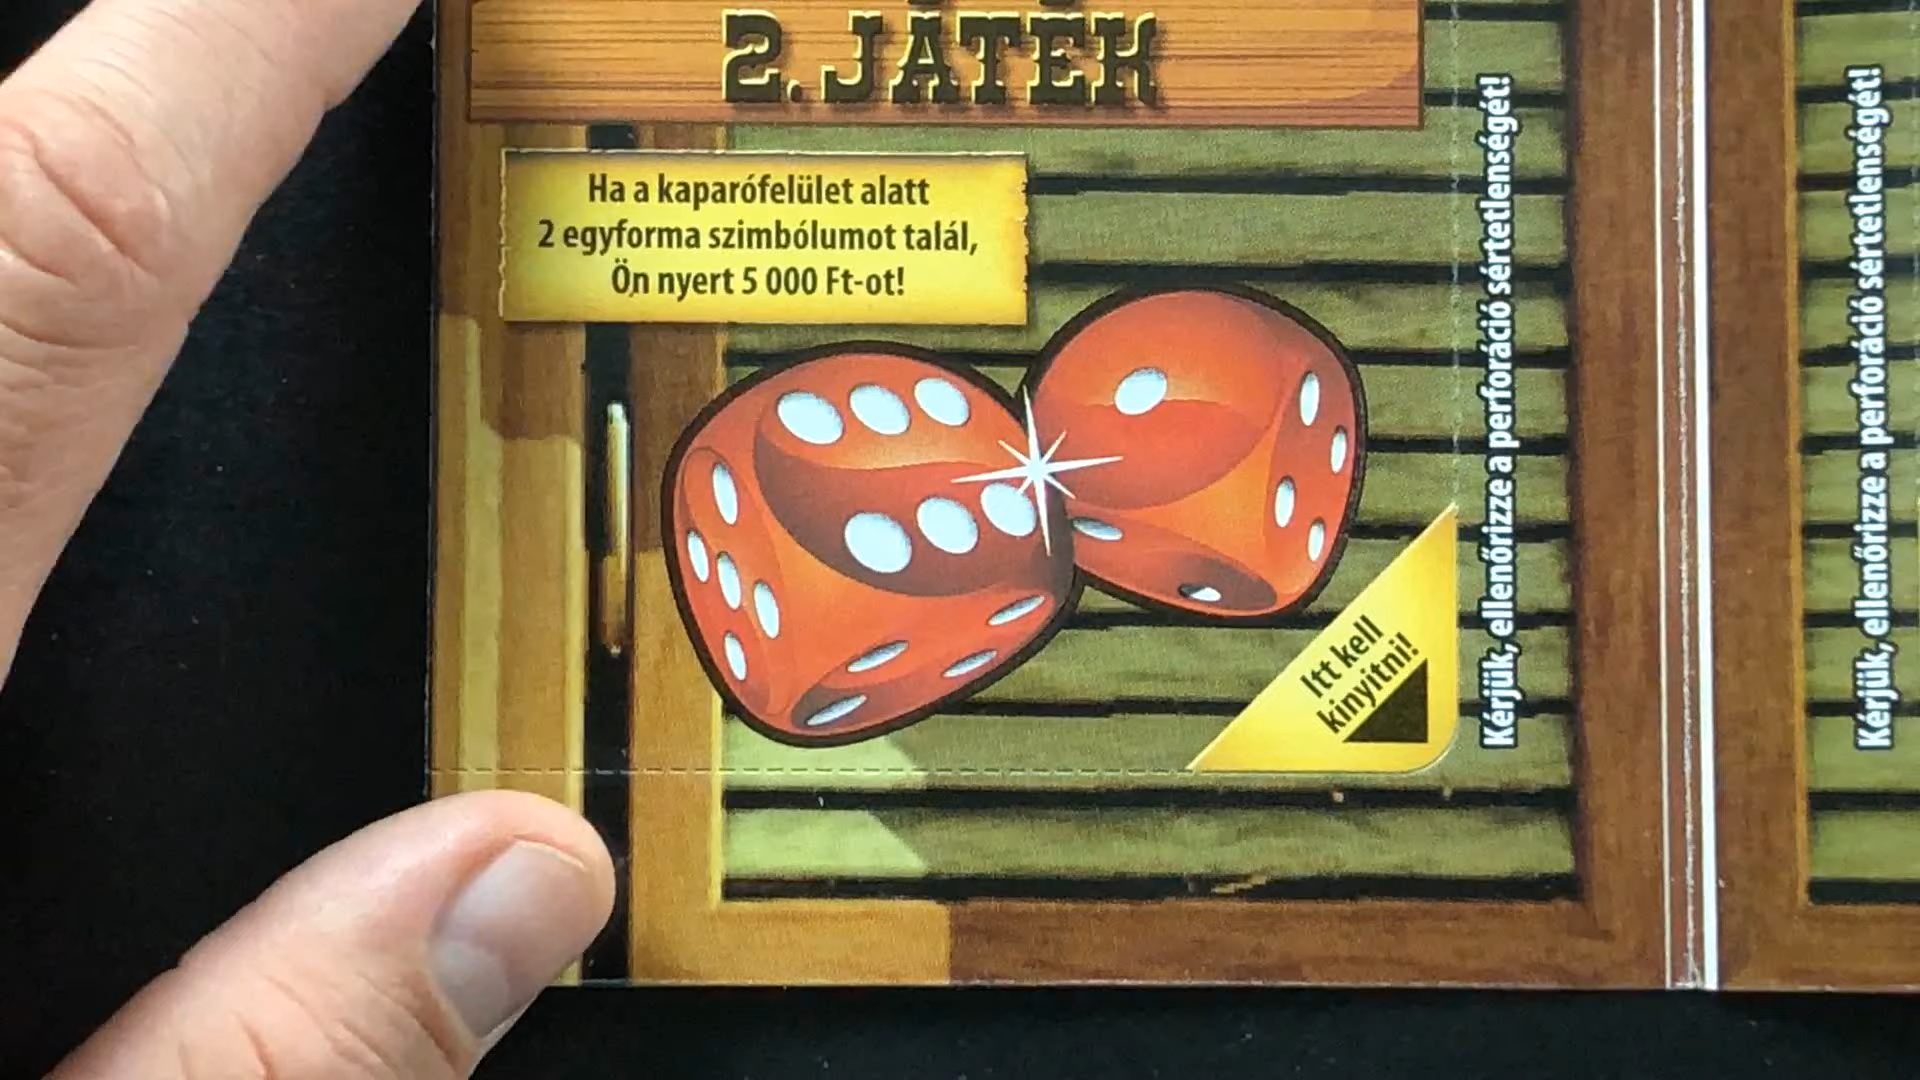 2. JÁTÉK
Ha a kaparófelület alatt
2 egyforma szimbólumot talál,
Ön nyert 5 000 Ft-ot!
Itt kell
kinyitni!
Kérjük, ellenőrizze a perforáció sértetlenségét!
Kérjük, ellenőrizze a perforáció sértetlenségét!